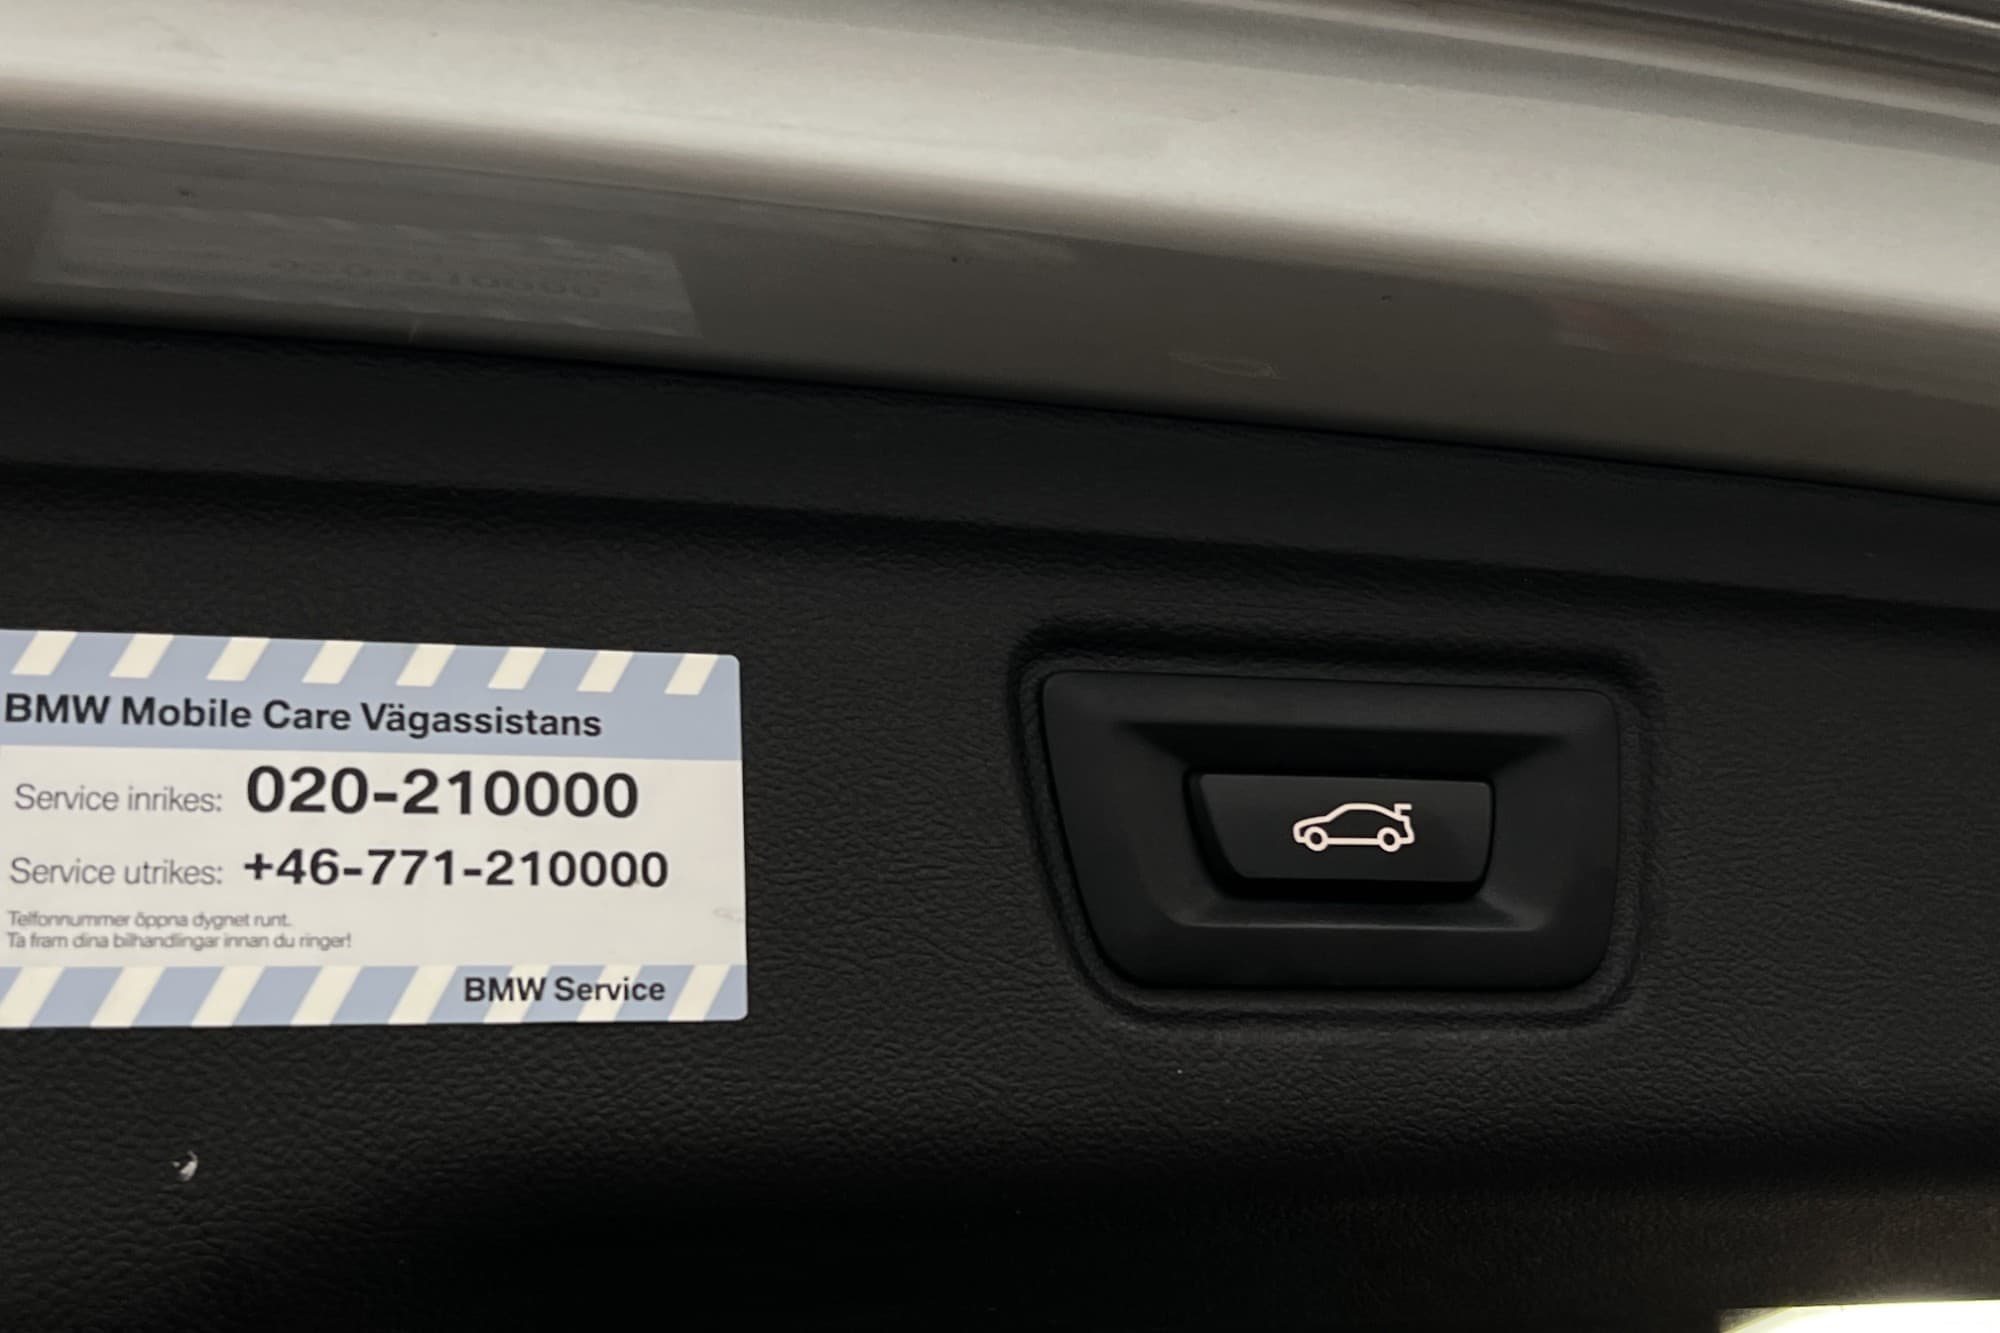 BMW Mobile Care Vägassistans
Service inrikes: 020-210000
Service utrikes: +46-771-210000
Telfonnummer öppna dygnet runt.
Ta fram dina bilhandlingar innan du ringer!
BMW Service